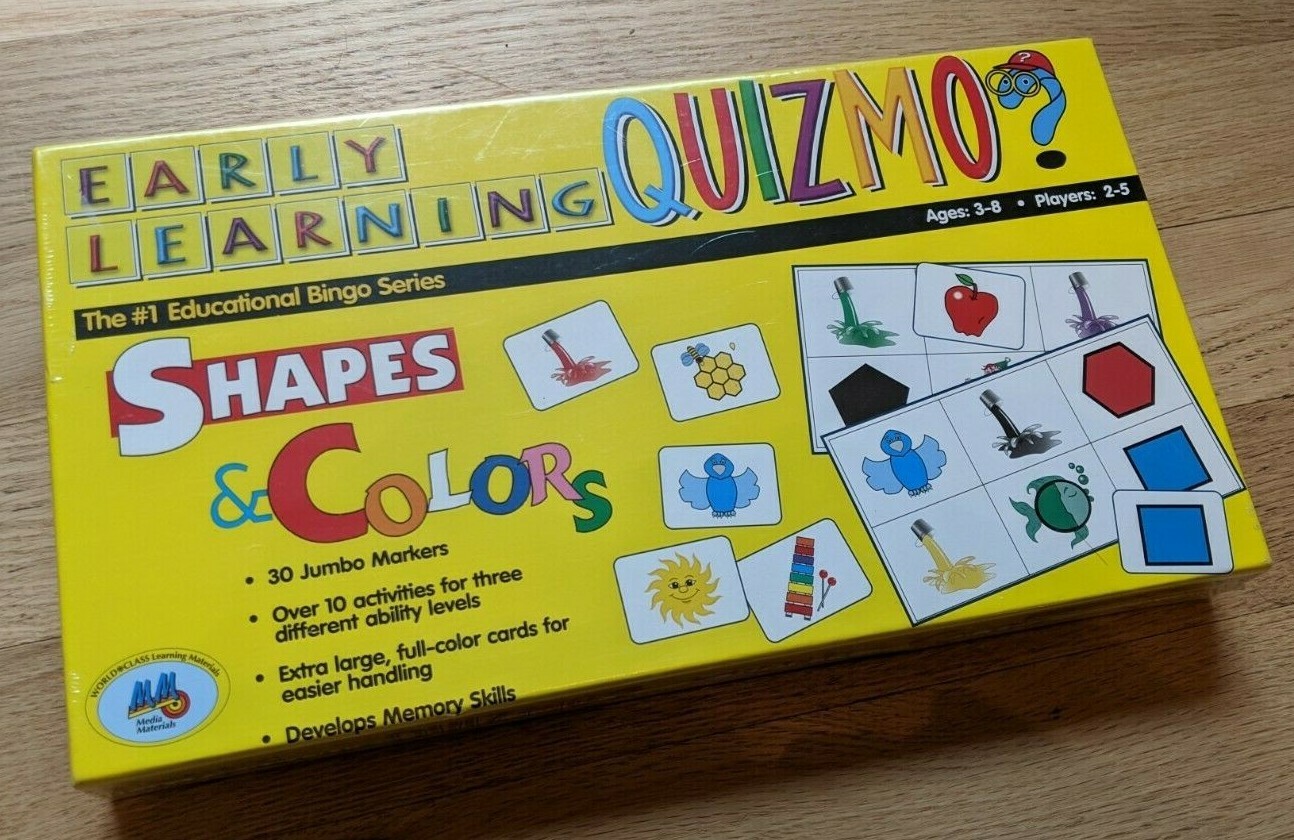 EARLY
LEARNING QUIZMO?
?
Ages: 3-8 • Players: 2-5
The #1 Educational Bingo Series
SHAPES
& COLORS
• 30 Jumbo Markers
• Over 10 activities for three
different ability levels
• Extra large, full-color cards for
easier handling
• Develops Memory Skills
WORLD CLASS Learning Materials
MM
Media
Materials